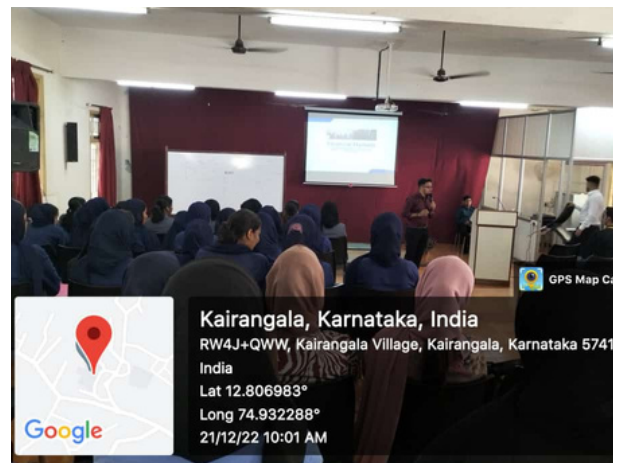 GPS Map Ca
Kairangala, Karnataka, India
RW4J+QWW, Kairangala Village, Kairangala, Karnataka 5741
India
Lat 12.806983°
Long 74.932288°
21/12/22 10:01 AM
Google